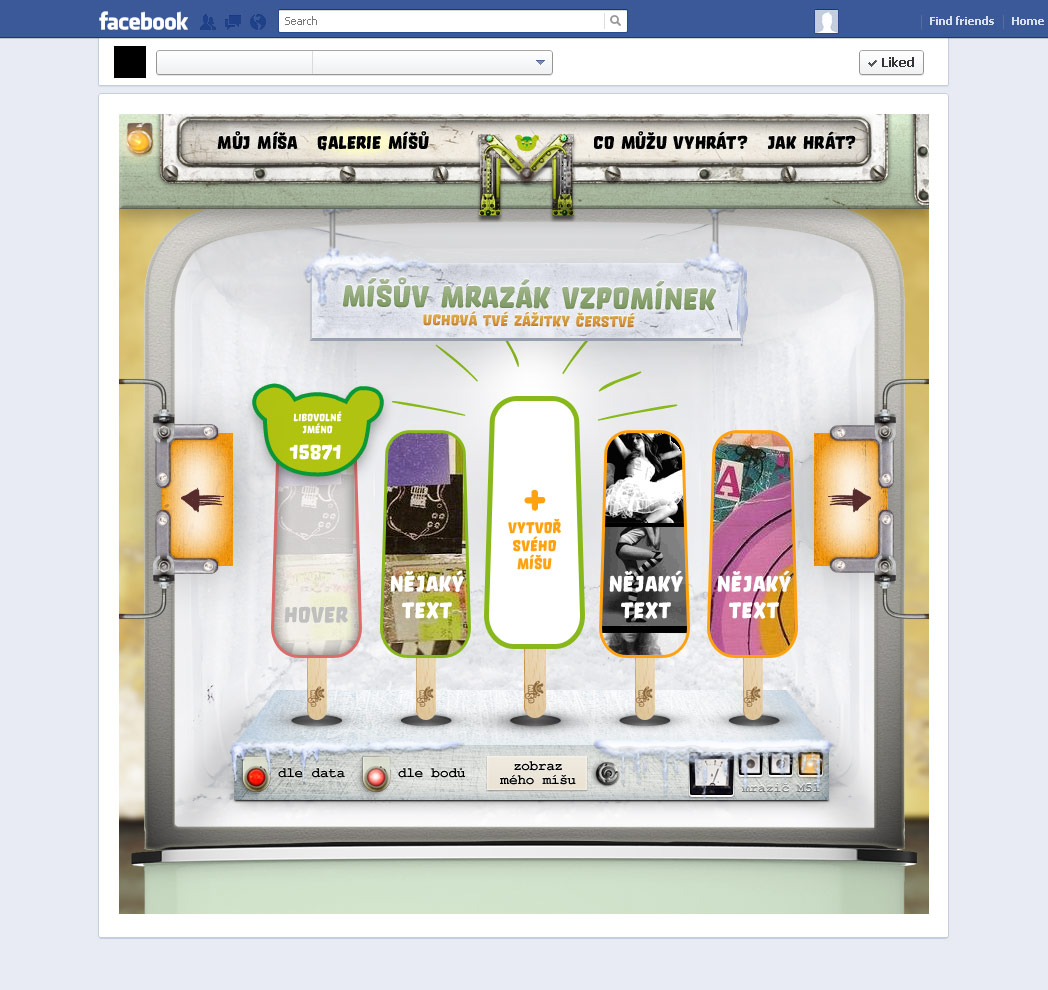 facebook
Search
Find friends
Home
Liked
MŮJ MÍŠA
GALERIE MÍŠŮ
CO MŮŽU VYHRÁT?
JAK HRÁT?
MÍŠŮV MRAZÁK VZPOMÍNEK
UCHOVÁ TVÉ ZÁŽITKY ČERSTVÉ
LIBOVOLNÉ
JMÉNO
15871
HOVER
NĚJAKÝ
TEXT
+
VYTVOŘ
SVÉHO
MÍŠU
NĚJAKÝ
TEXT
A
NĚJAKÝ
TEXT
dle data
dle bodů
zobraz
mého míšu
mrazic M51